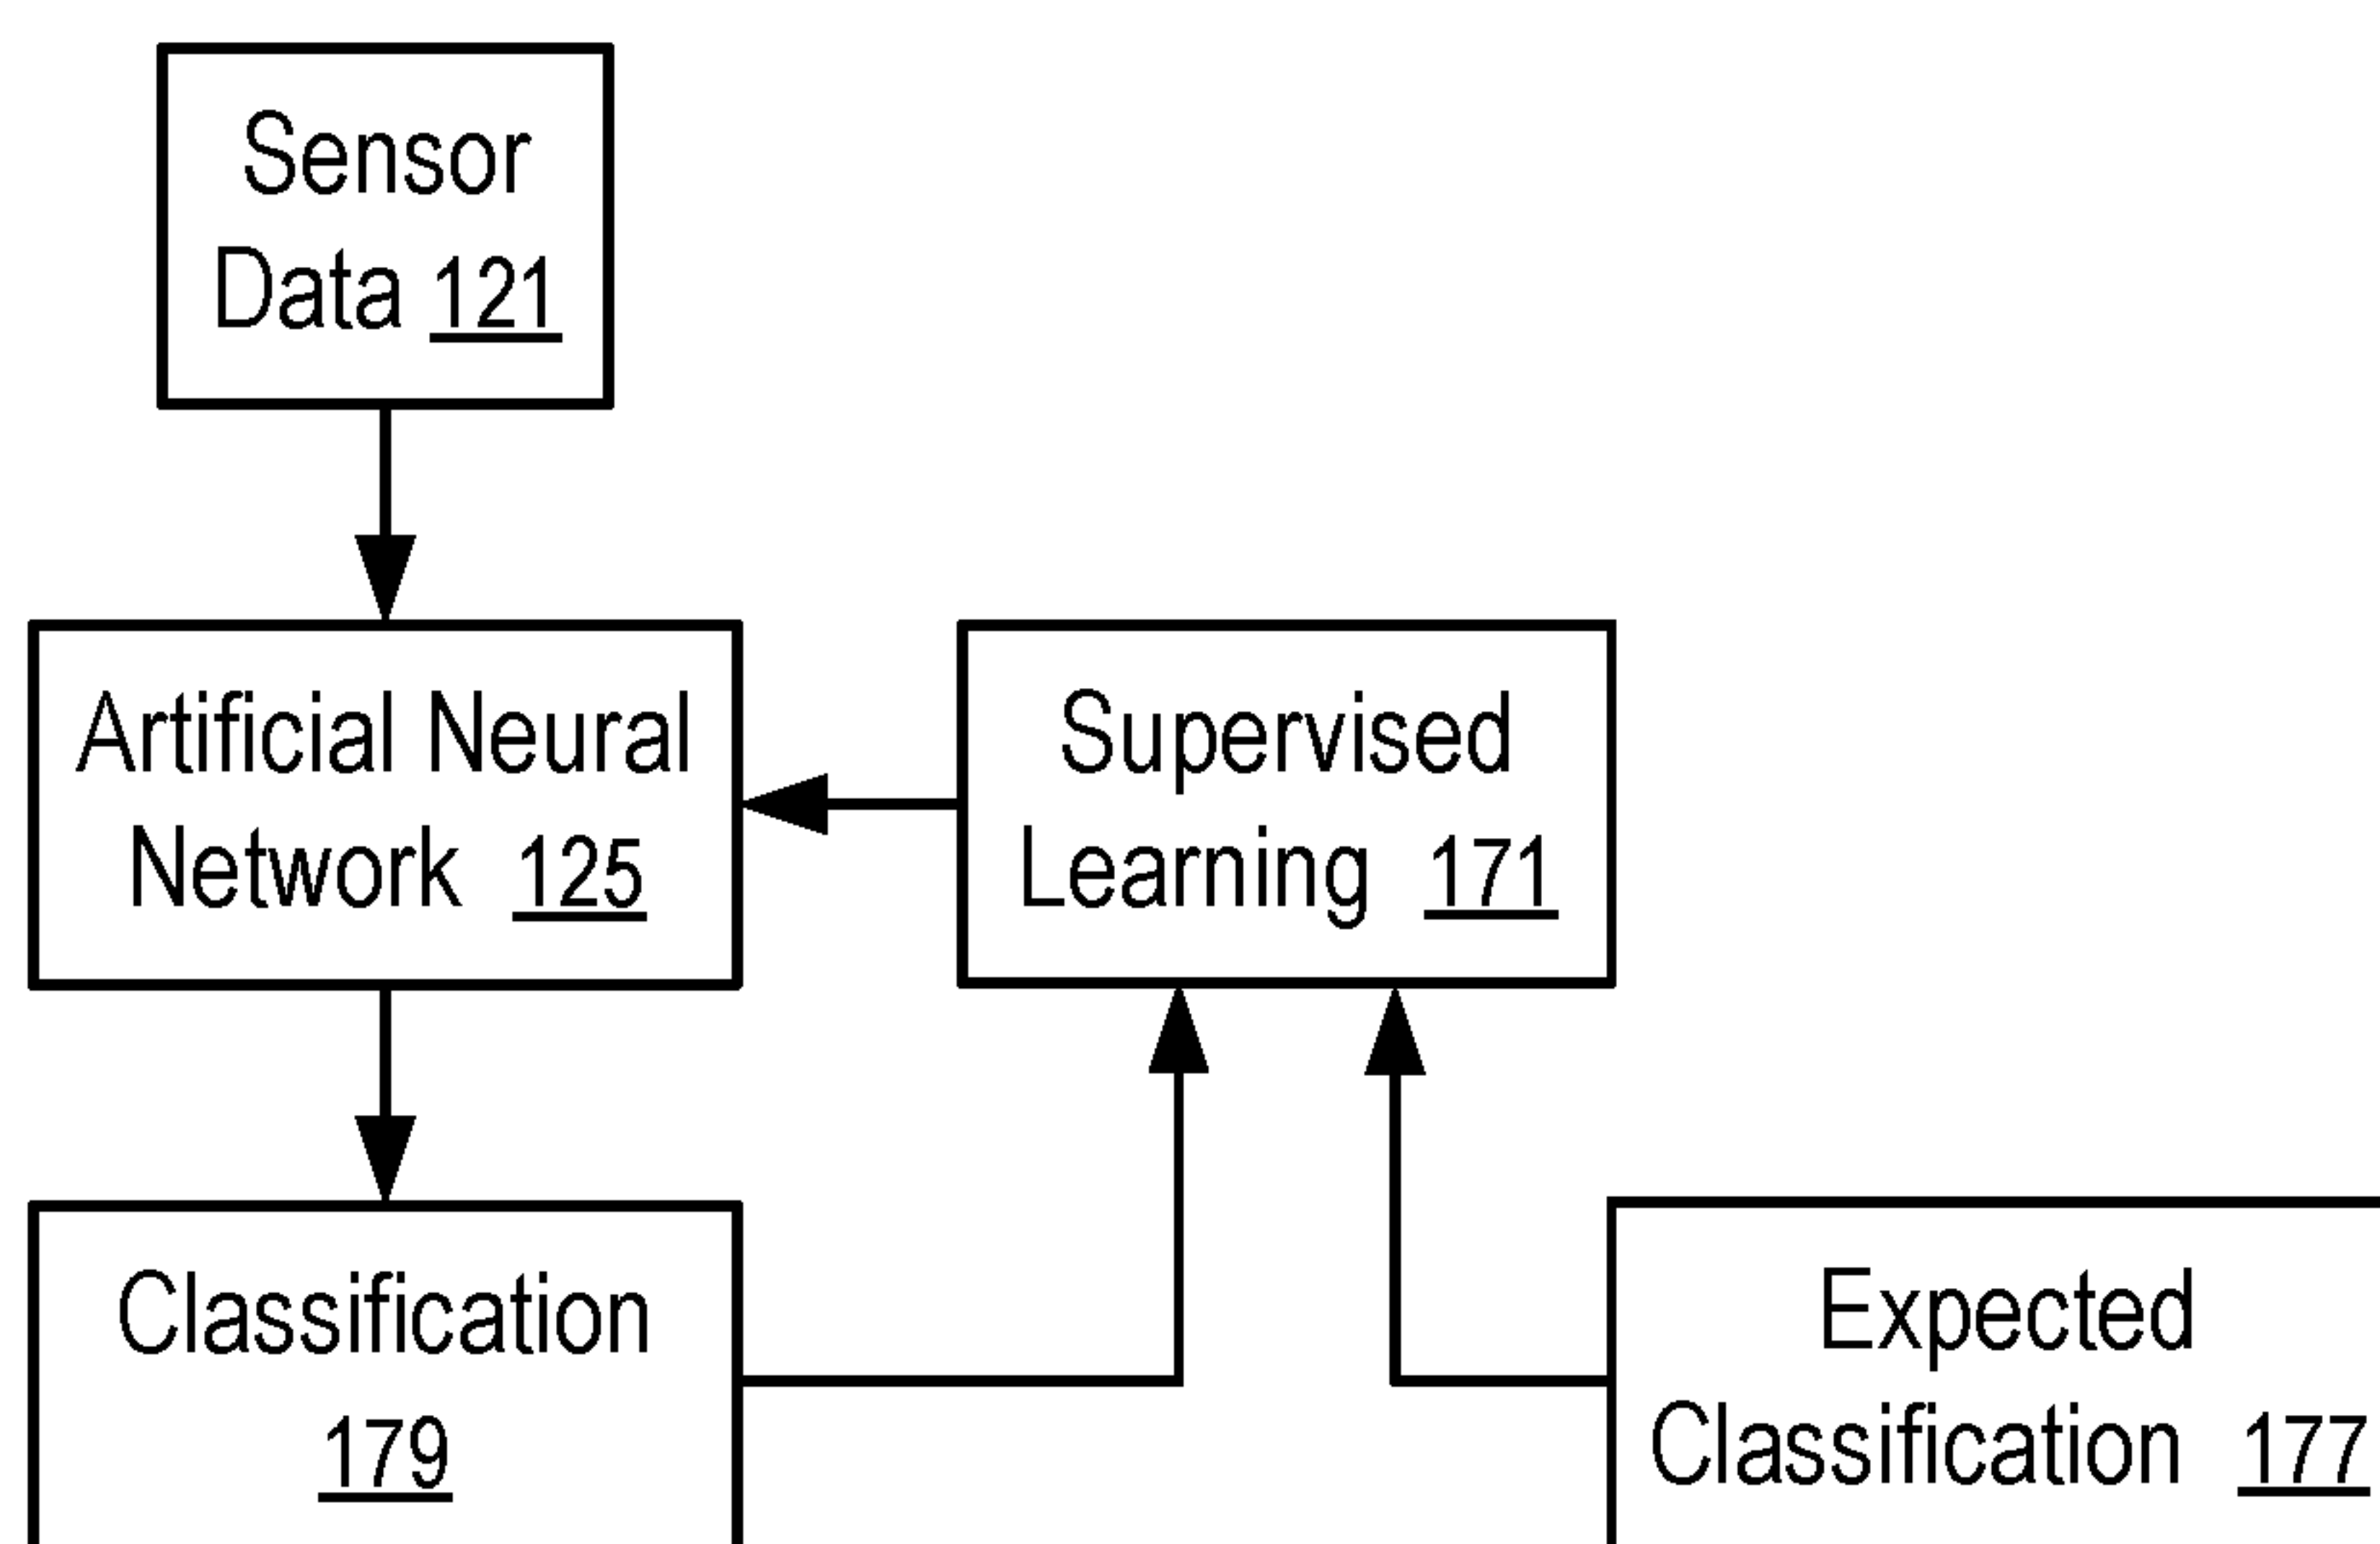 Sensor
Data 121
Artificial Neural
Network 125
Supervised
Learning 171
Classification
179
Expected
Classification 177